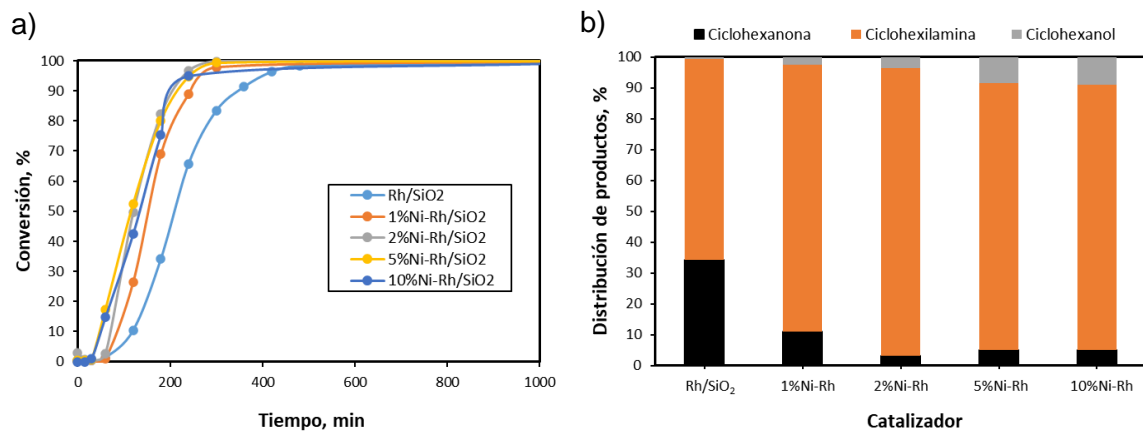 a)
Conversión, %
100
90
80
70
60
50
40
30
20
10
0
0 200 400 600 800 1000
Tiempo, min
Rh/SiO2
1%Ni-Rh/SiO2
2%Ni-Rh/SiO2
5%Ni-Rh/SiO2
10%Ni-Rh/SiO2
b)
Ciclohexanona Ciclohexilamina Ciclohexanol
Distribución de productos, %
100
90
80
70
60
50
40
30
20
10
0
Rh/SiO₂ 1%Ni-Rh 2%Ni-Rh 5%Ni-Rh 10%Ni-Rh
Catalizador